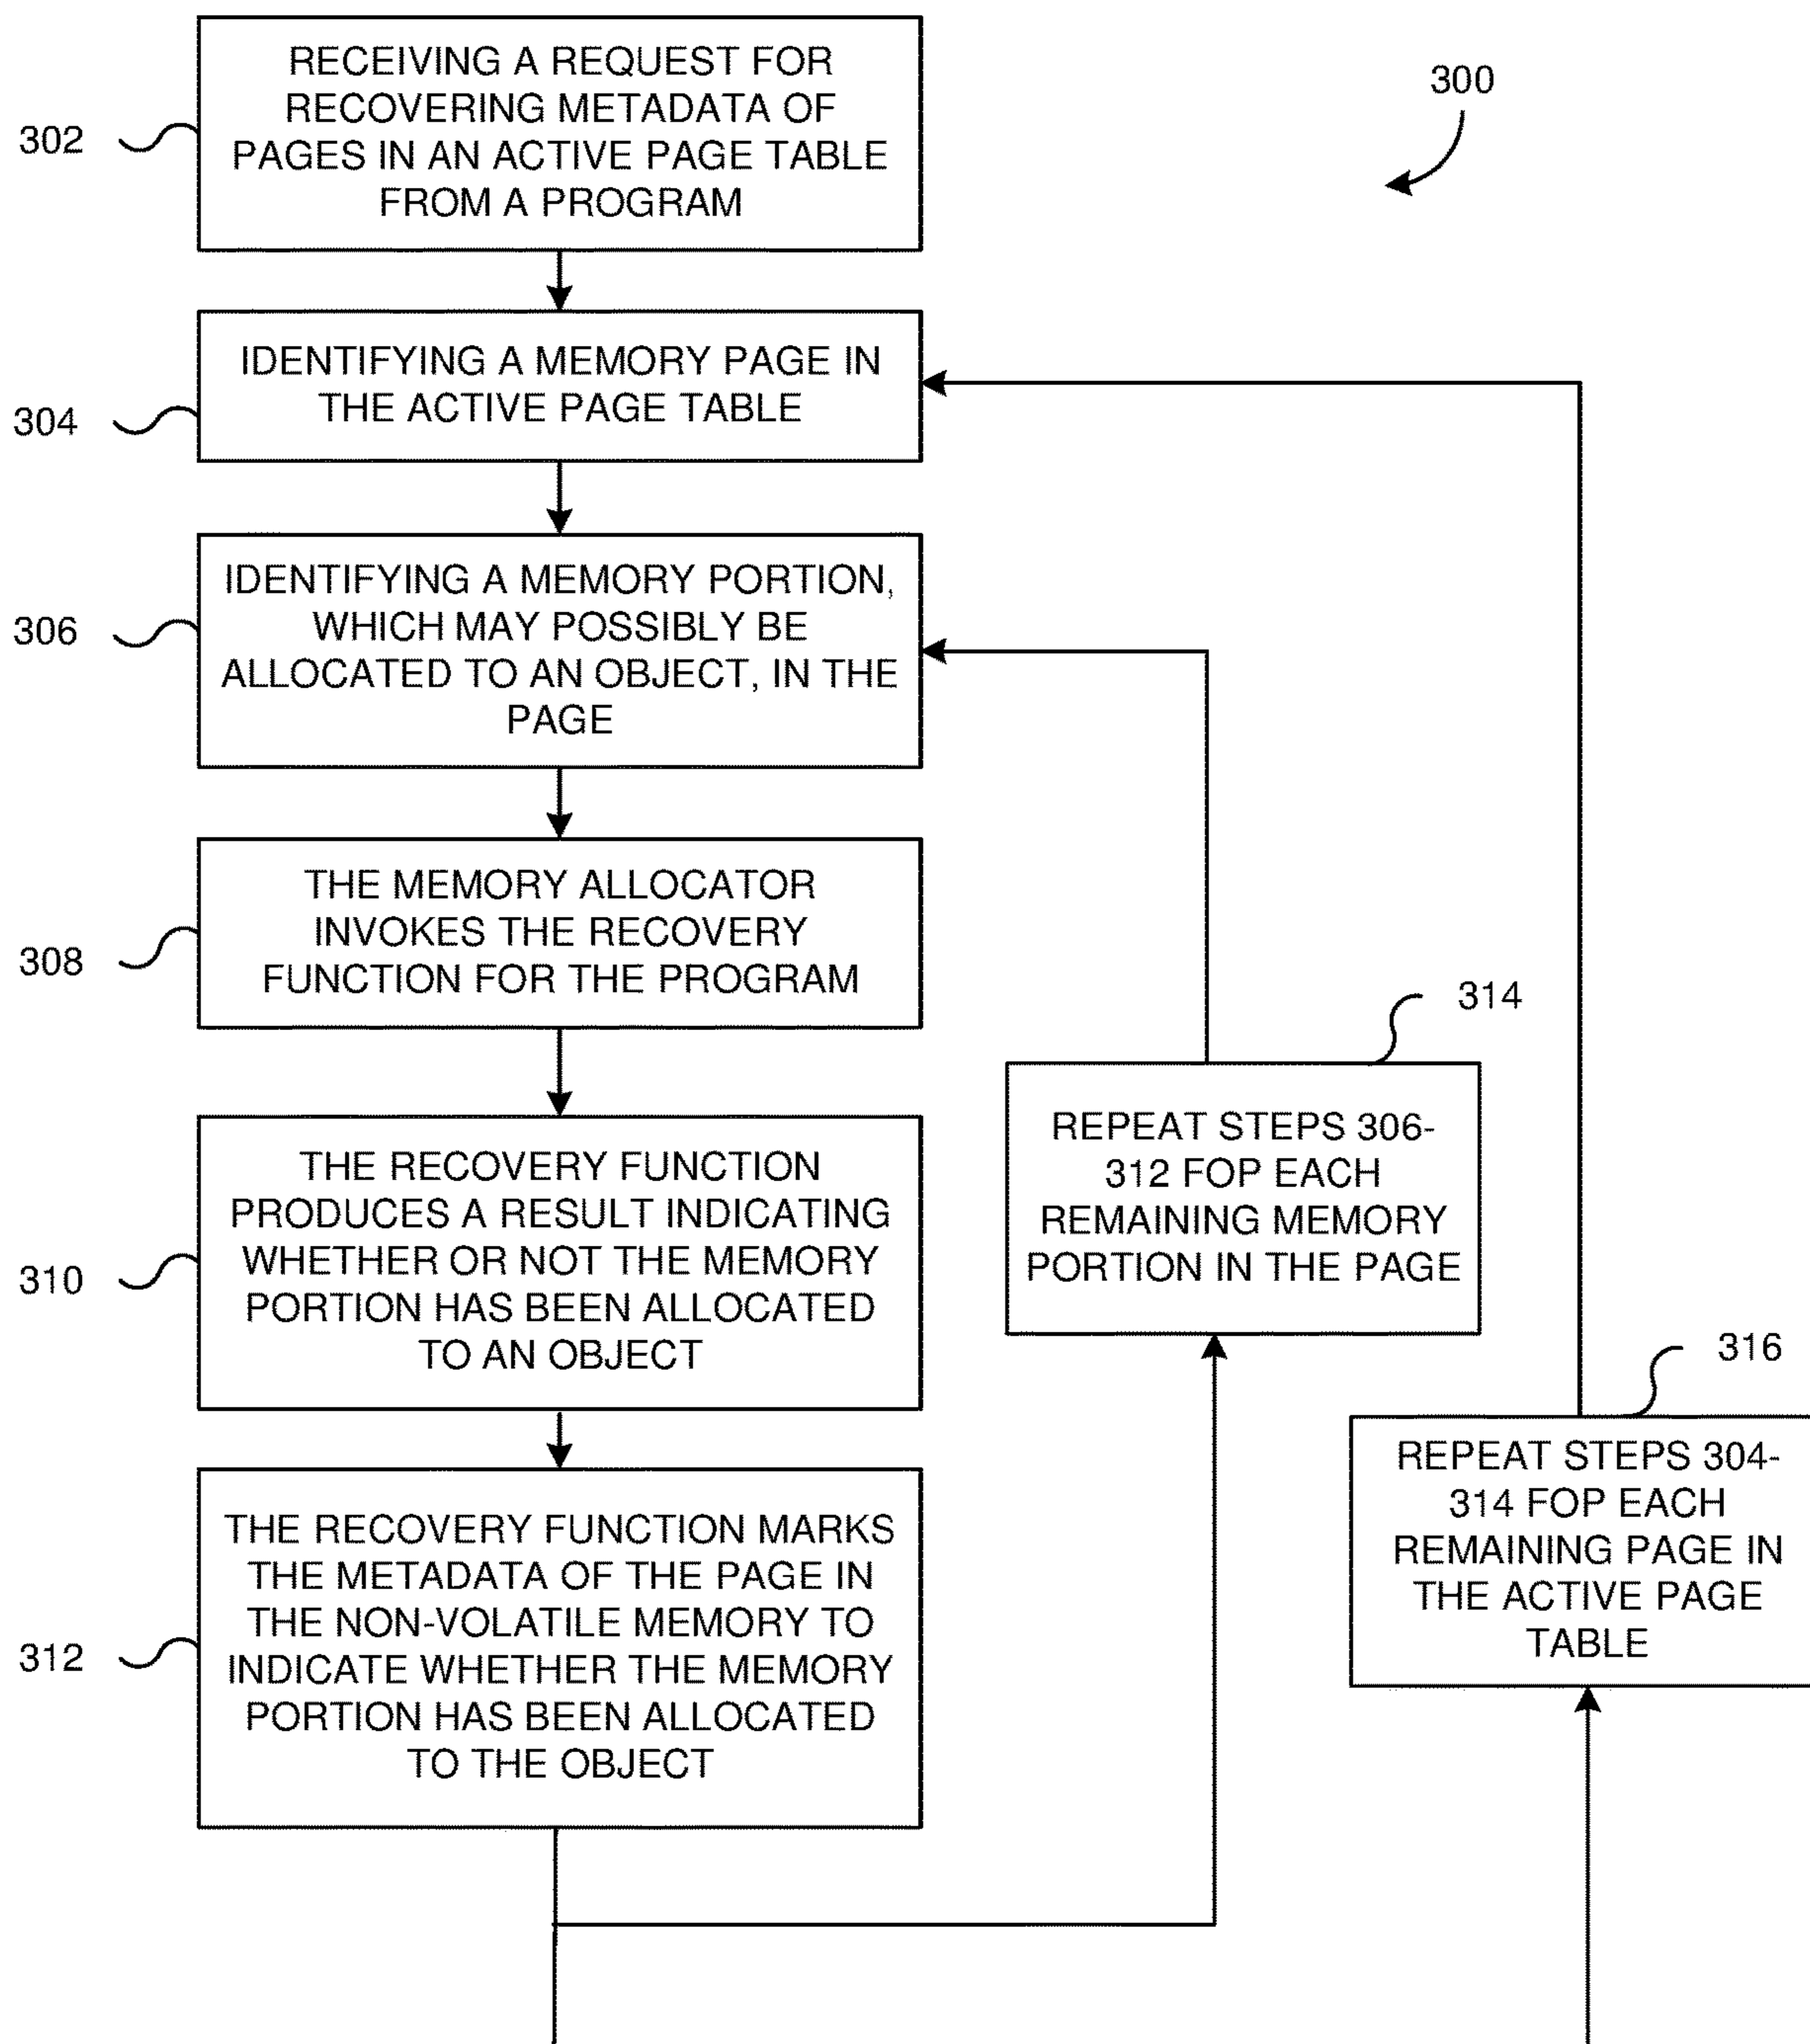 RECEIVING A REQUEST FOR
RECOVERING METADATA OF
PAGES IN AN ACTIVE PAGE TABLE
FROM A PROGRAM
302
300
IDENTIFYING A MEMORY PAGE IN
THE ACTIVE PAGE TABLE
304
IDENTIFYING A MEMORY PORTION,
WHICH MAY POSSIBLY BE
ALLOCATED TO AN OBJECT, IN THE
PAGE
306
THE MEMORY ALLOCATOR
INVOKES THE RECOVERY
FUNCTION FOR THE PROGRAM
308
THE RECOVERY FUNCTION
PRODUCES A RESULT INDICATING
WHETHER OR NOT THE MEMORY
PORTION HAS BEEN ALLOCATED
TO AN OBJECT
310
THE RECOVERY FUNCTION MARKS
THE METADATA OF THE PAGE IN
THE NON-VOLATILE MEMORY TO
INDICATE WHETHER THE MEMORY
PORTION HAS BEEN ALLOCATED
TO THE OBJECT
312
314
REPEAT STEPS 306-
312 FOP EACH
REMAINING MEMORY
PORTION IN THE PAGE
316
REPEAT STEPS 304-
314 FOP EACH
REMAINING PAGE IN
THE ACTIVE PAGE
TABLE